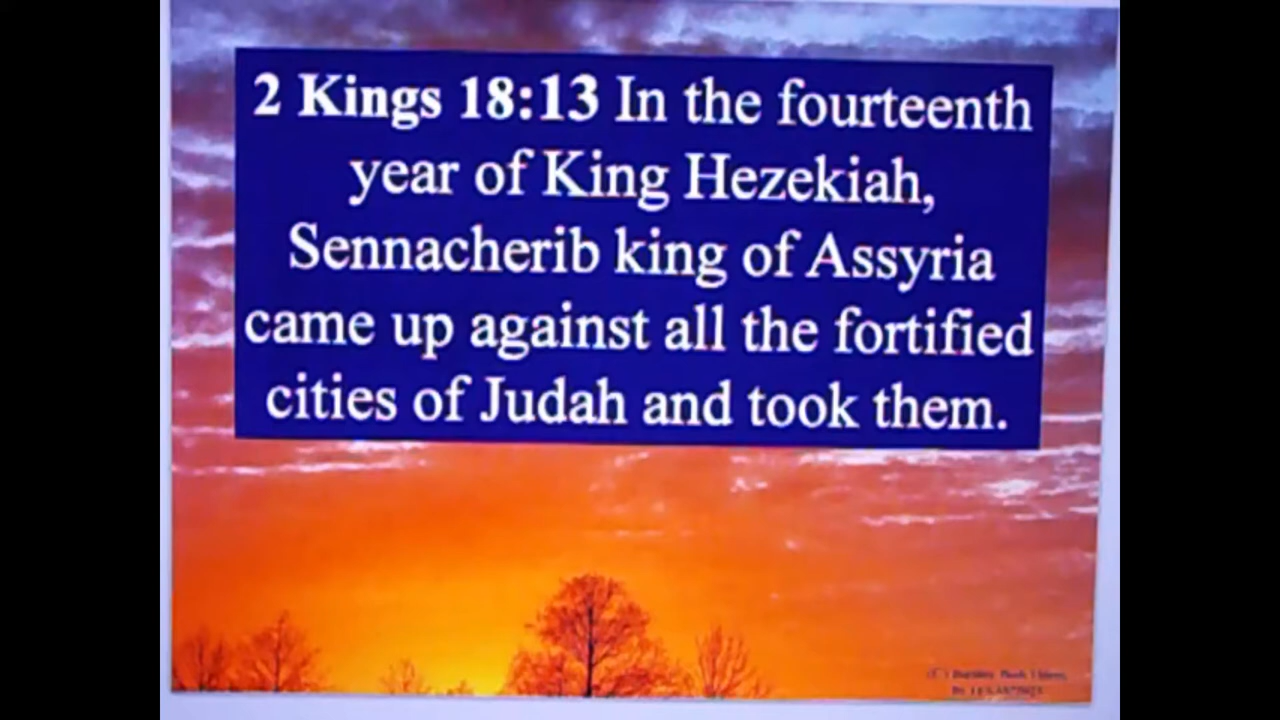 2 Kings 18:13 In the fourteenth
year of King Hezekiah,
Sennacherib king of Assyria
came up against all the fortified
cities of Judah and took them.